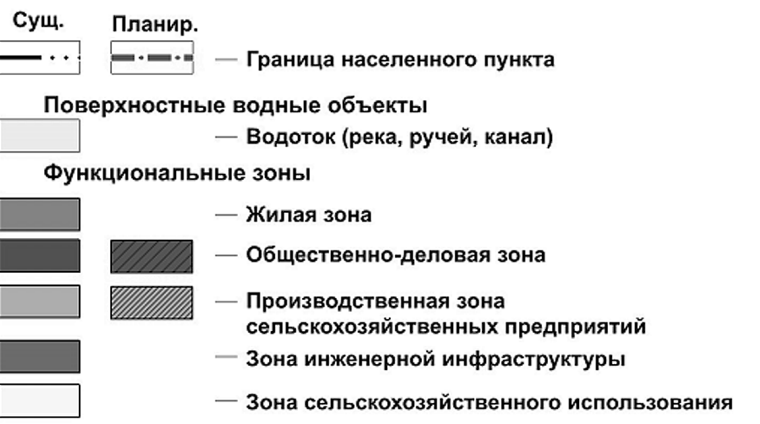 Сущ. Планир.
— Граница населенного пункта
Поверхностные водные объекты
— Водоток (река, ручей, канал)
Функциональные зоны
— Жилая зона
— Общественно-деловая зона
— Производственная зона
сельскохозяйственных предприятий
— Зона инженерной инфраструктуры
— Зона сельскохозяйственного использования